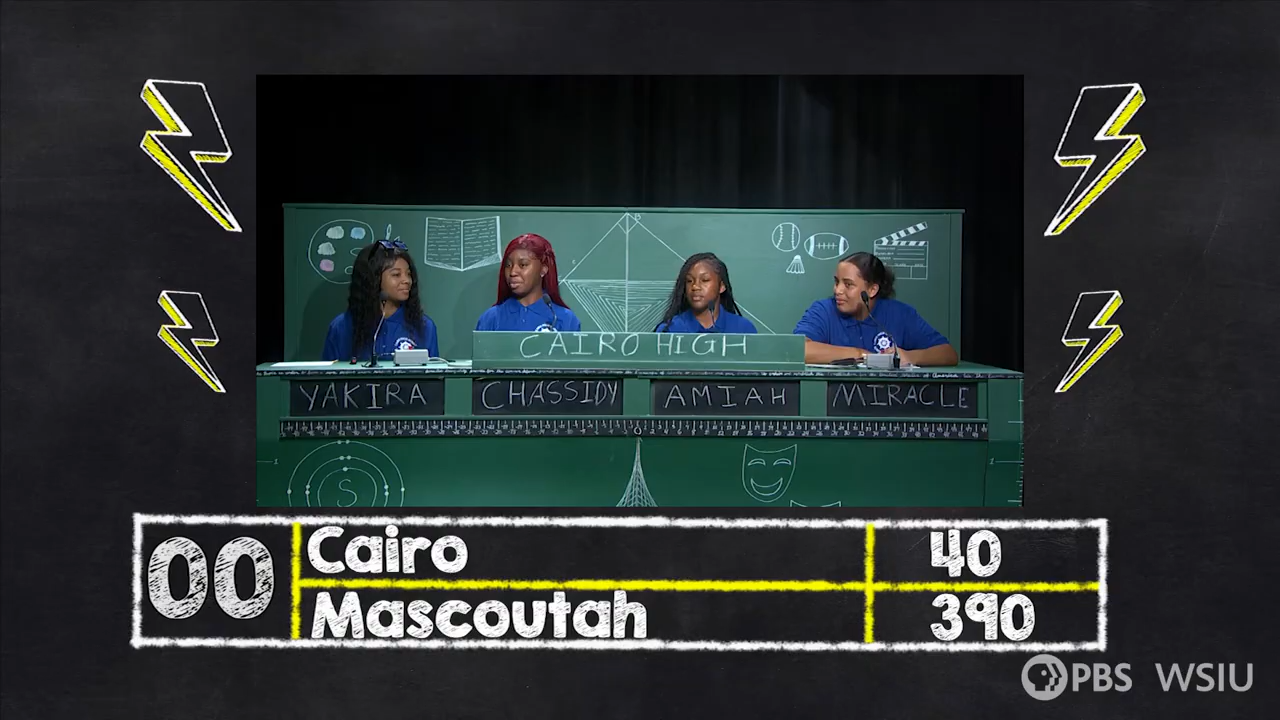 CAIRO HIGH
YAKIRA CHASSIDY AMIAH MIRACLE
S
00 Cairo 40
Mascoutah 390
PBS WSIU